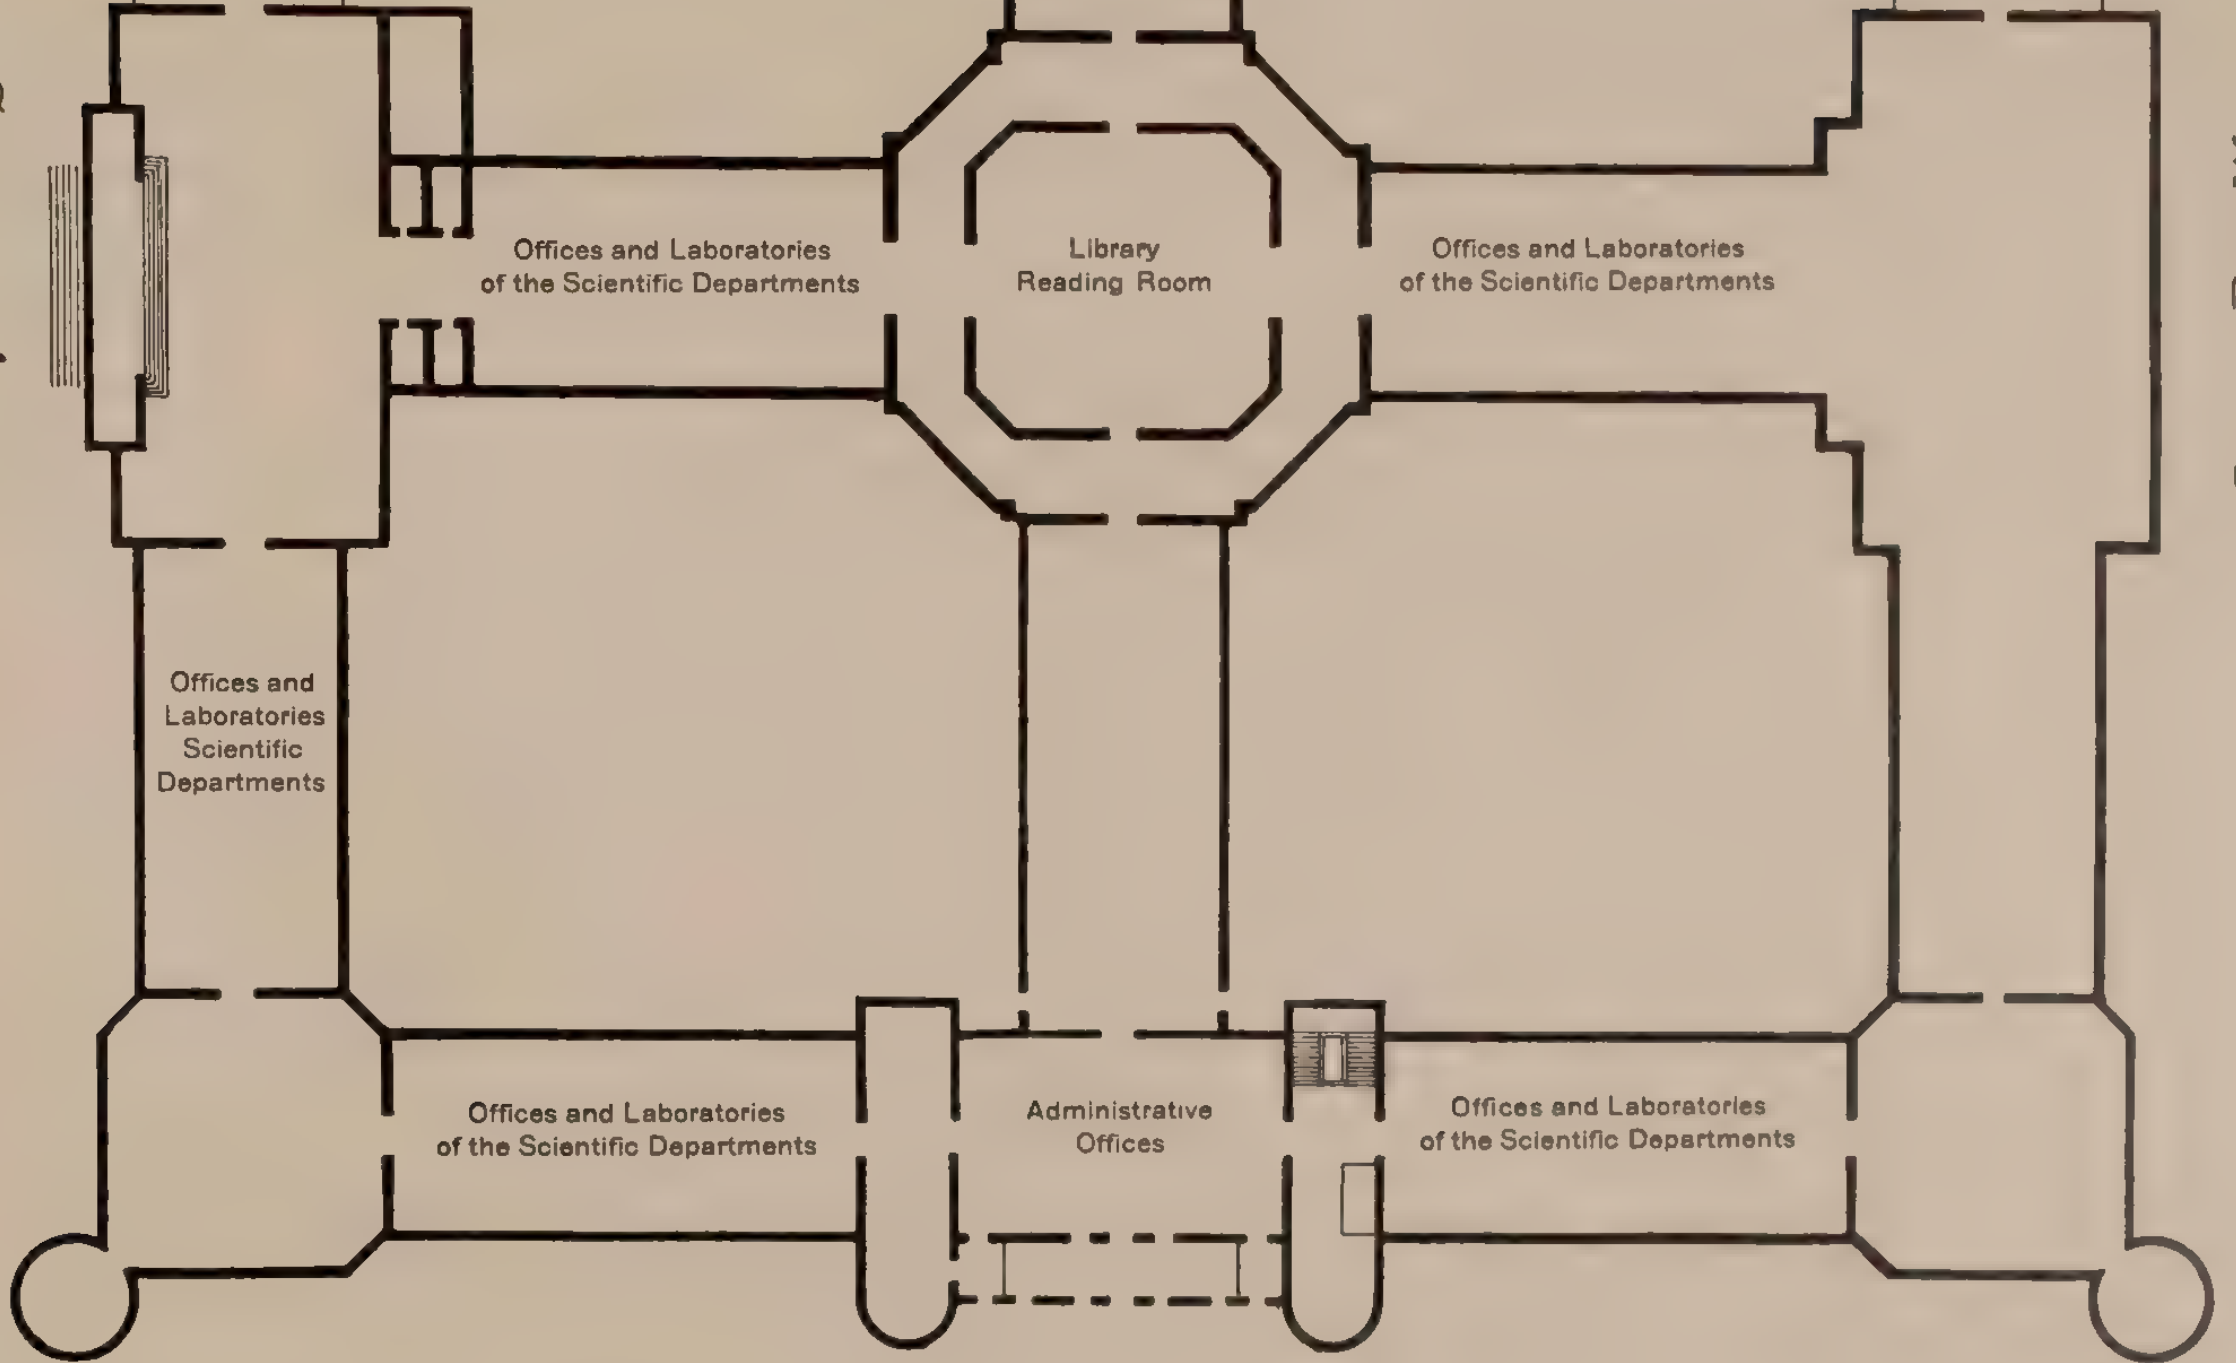 Offices and Laboratories
of the Scientific Departments
Library
Reading Room
Offices and Laboratories
of the Scientific Departments
Offices and
Laboratories
Scientific
Departments
Offices and Laboratories
of the Scientific Departments
Administrative
Offices
Offices and Laboratories
of the Scientific Departments